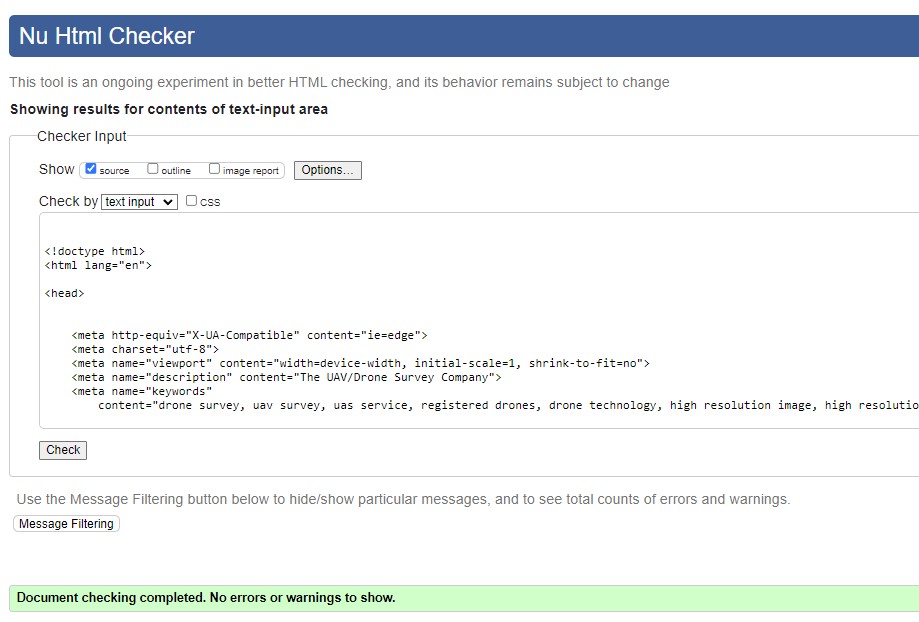 Nu Html Checker
This tool is an ongoing experiment in better HTML checking, and its behavior remains subject to change
Showing results for contents of text-input area
Checker Input
Show source outline image report Options...
Check by text input css
<!doctype html>
<html lang="en">
<head>
<meta http-equiv="X-UA-Compatible" content="ie=edge">
<meta charset="utf-8">
<meta name="viewport" content="width=device-width, initial-scale=1, shrink-to-fit=no">
<meta name="description" content="The UAV/Drone Survey Company">
<meta name="keywords"
content="drone survey, uav survey, uas service, registered drones, drone technology, high resolution image, high resolutio
Check
Use the Message Filtering button below to hide/show particular messages, and to see total counts of errors and warnings.
Message Filtering
Document checking completed. No errors or warnings to show.